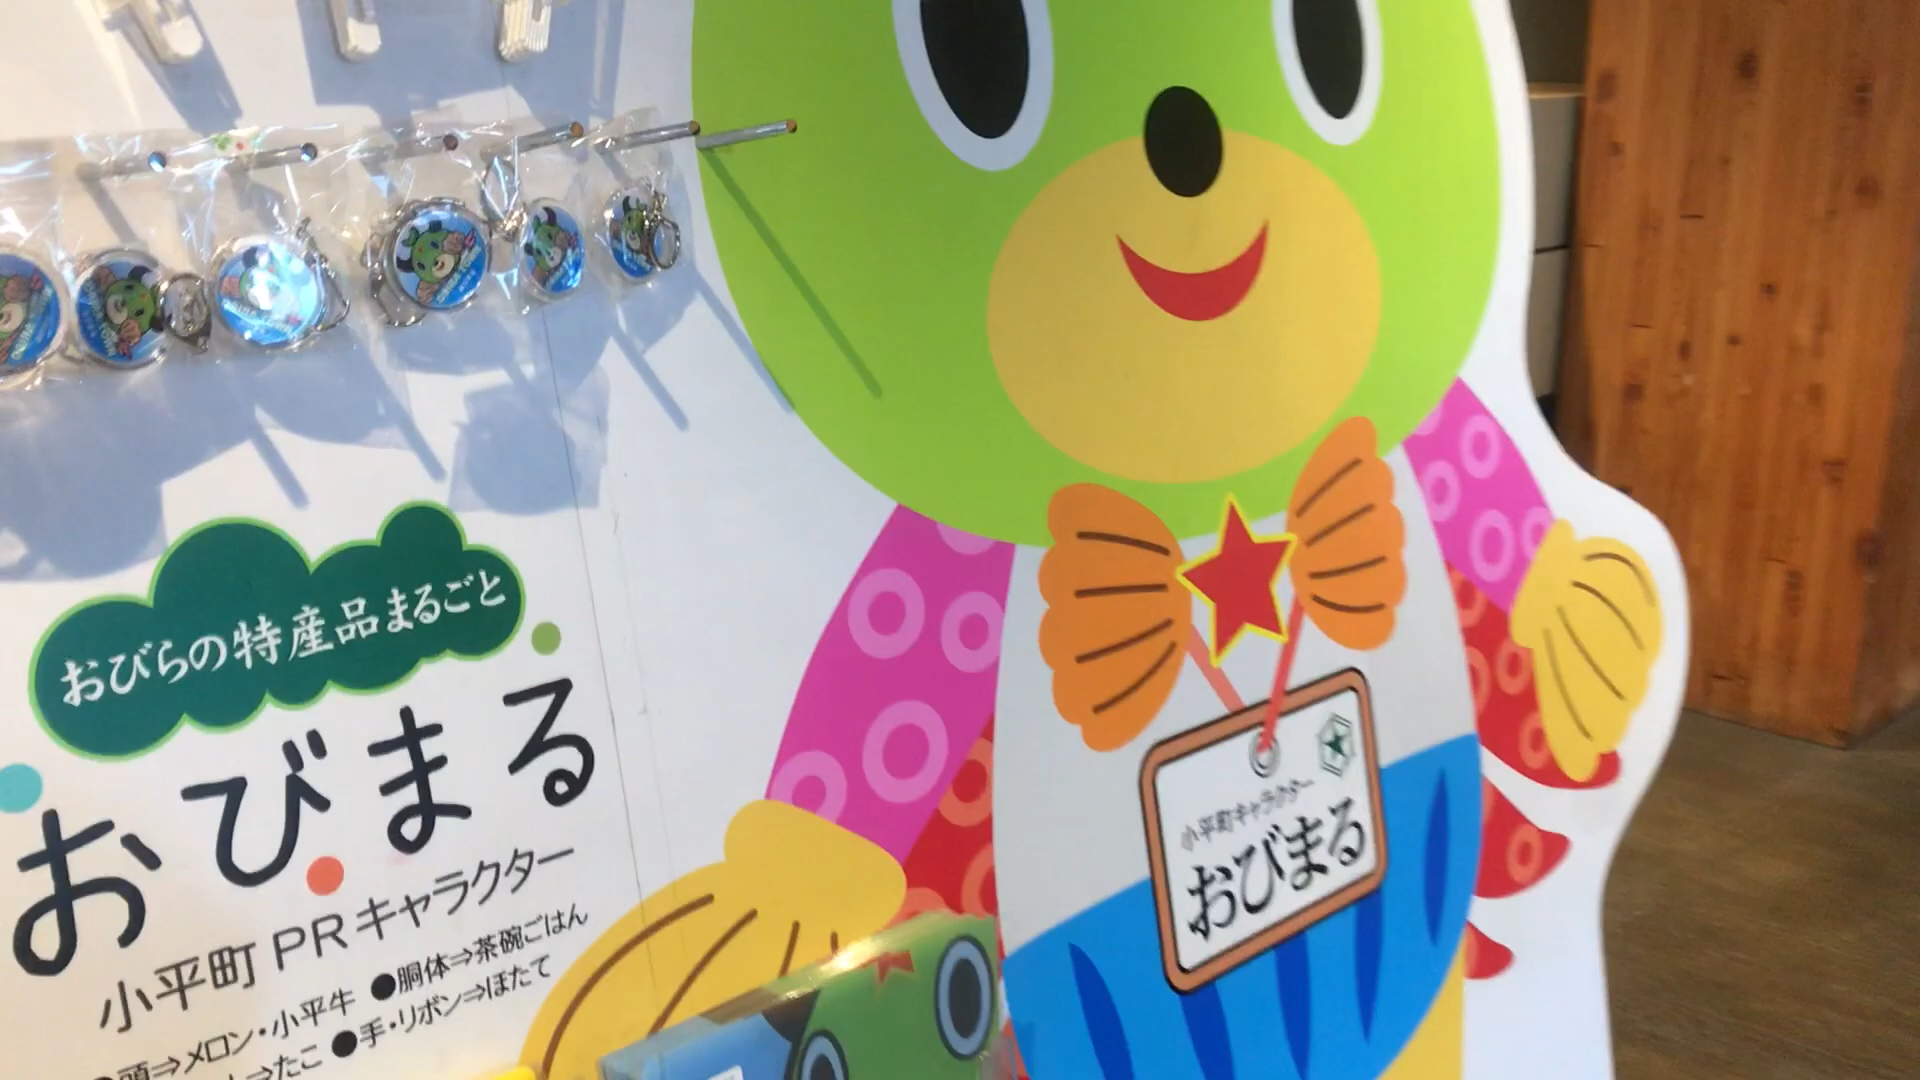 おびらの特産品まるごと
おびまる
小平町 PRキャラクター
頭⇒メロン・小平牛 ●胴体⇒茶碗ごはん
⇒たこ ●手・リボン⇒ほたて
小平町キャラクター
おびまる